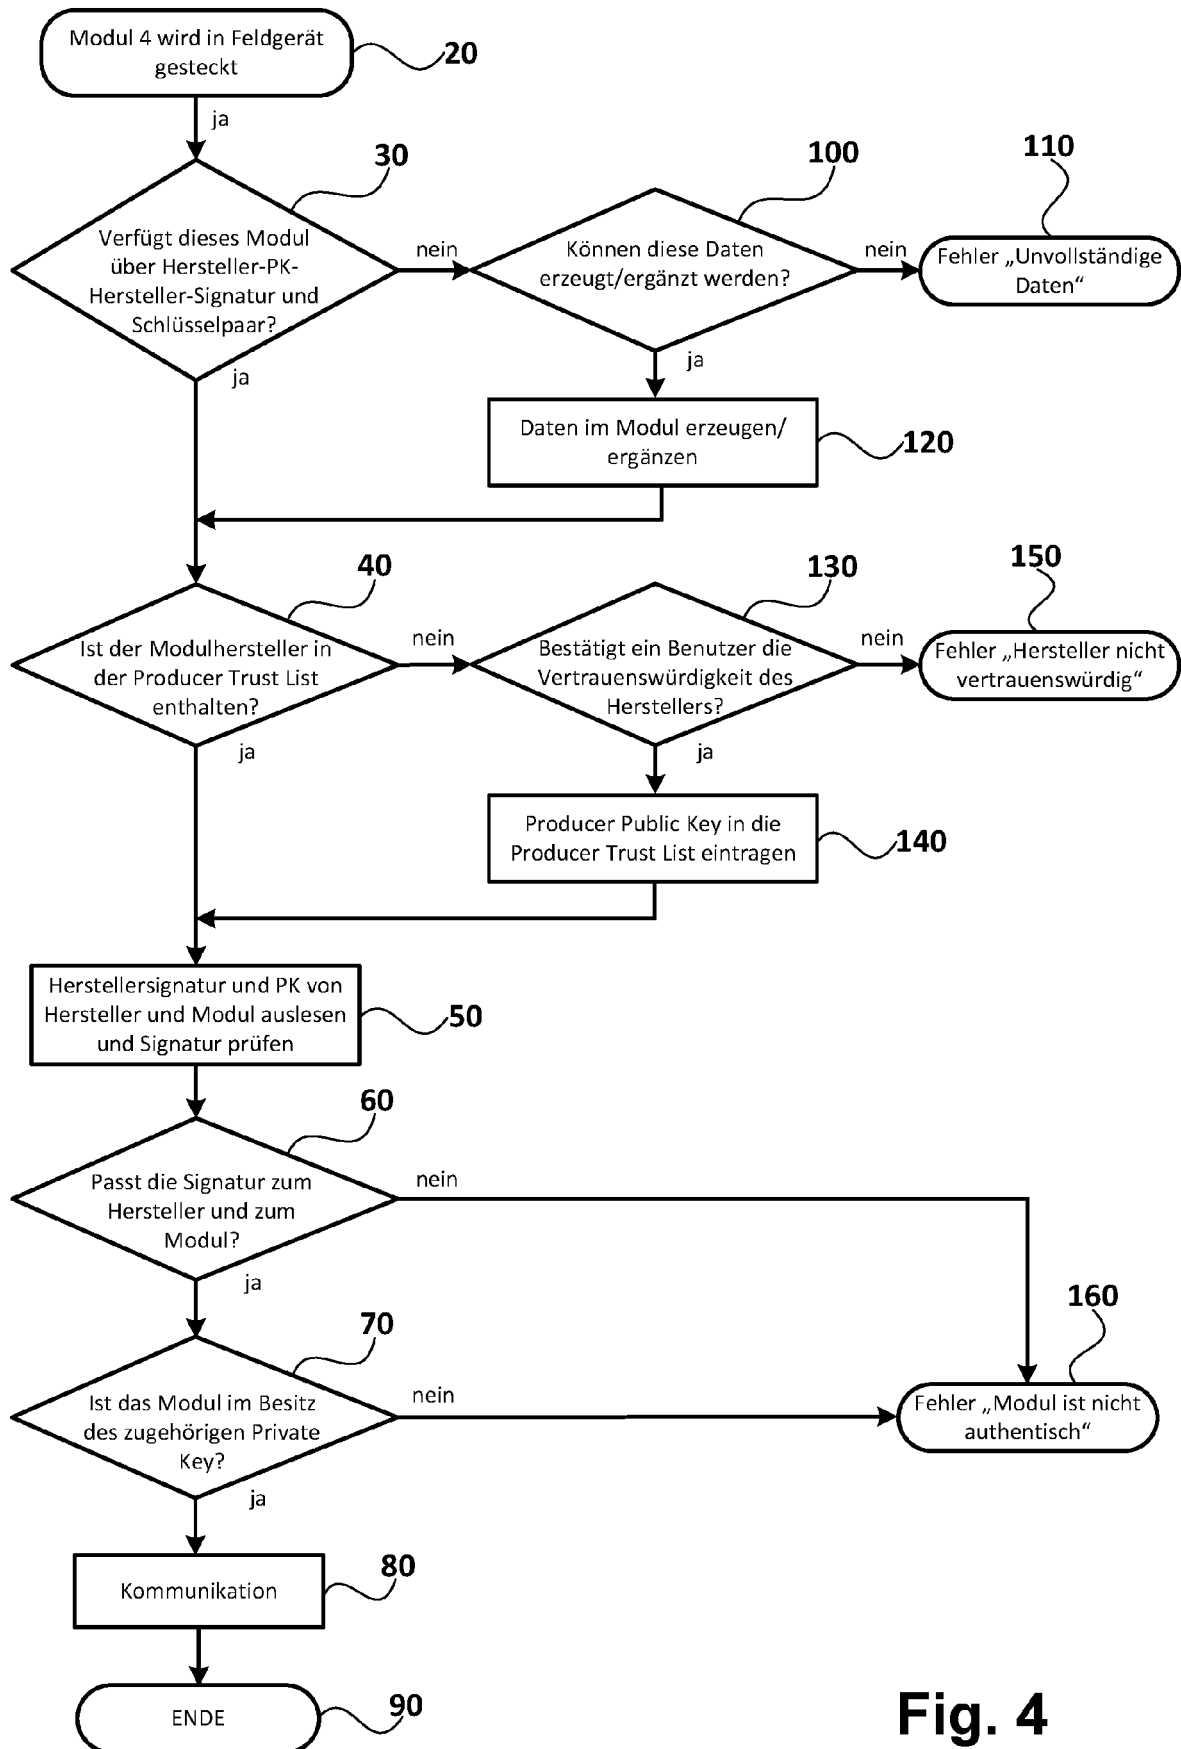 Modul 4 wird in Feldgerät
gesteckt
20
ja
30
Verfügt dieses Modul
über Hersteller-PK-
Hersteller-Signatur und
Schlüsselpaar?
nein
100
Können diese Daten
erzeugt/ergänzt werden?
nein
110
Fehler „Unvollständige
Daten“
ja
ja
Daten im Modul erzeugen/
ergänzen
120
40
Ist der Modulhersteller in
der Producer Trust List
enthalten?
nein
130
Bestätigt ein Benutzer die
Vertrauenswürdigkeit des
Herstellers?
nein
150
Fehler „Hersteller nicht
vertrauenswürdig“
ja
ja
Producer Public Key in die
Producer Trust List eintragen
140
Herstellersignatur und PK von
Hersteller und Modul auslesen
und Signatur prüfen
50
60
Passt die Signatur zum
Hersteller und zum
Modul?
nein
ja
70
Ist das Modul im Besitz
des zugehörigen Private
Key?
nein
160
Fehler „Modul ist nicht
authentisch“
ja
Kommunikation
80
ENDE
90
Fig. 4